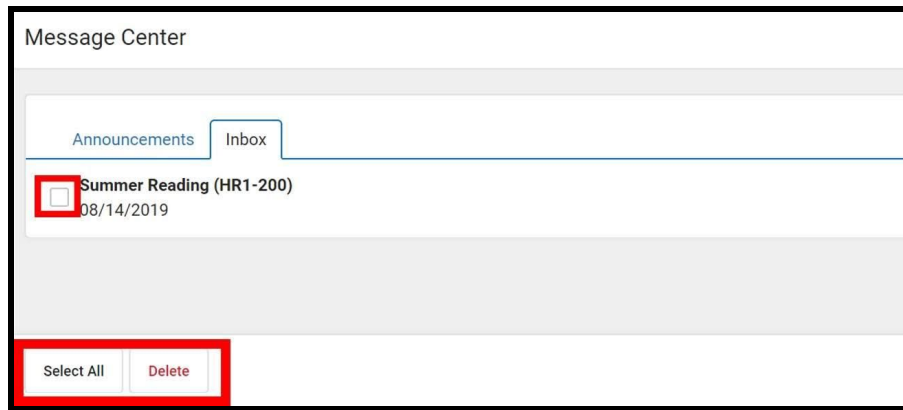 Message Center
Announcements Inbox
Summer Reading (HR1-200)
08/14/2019
Select All Delete